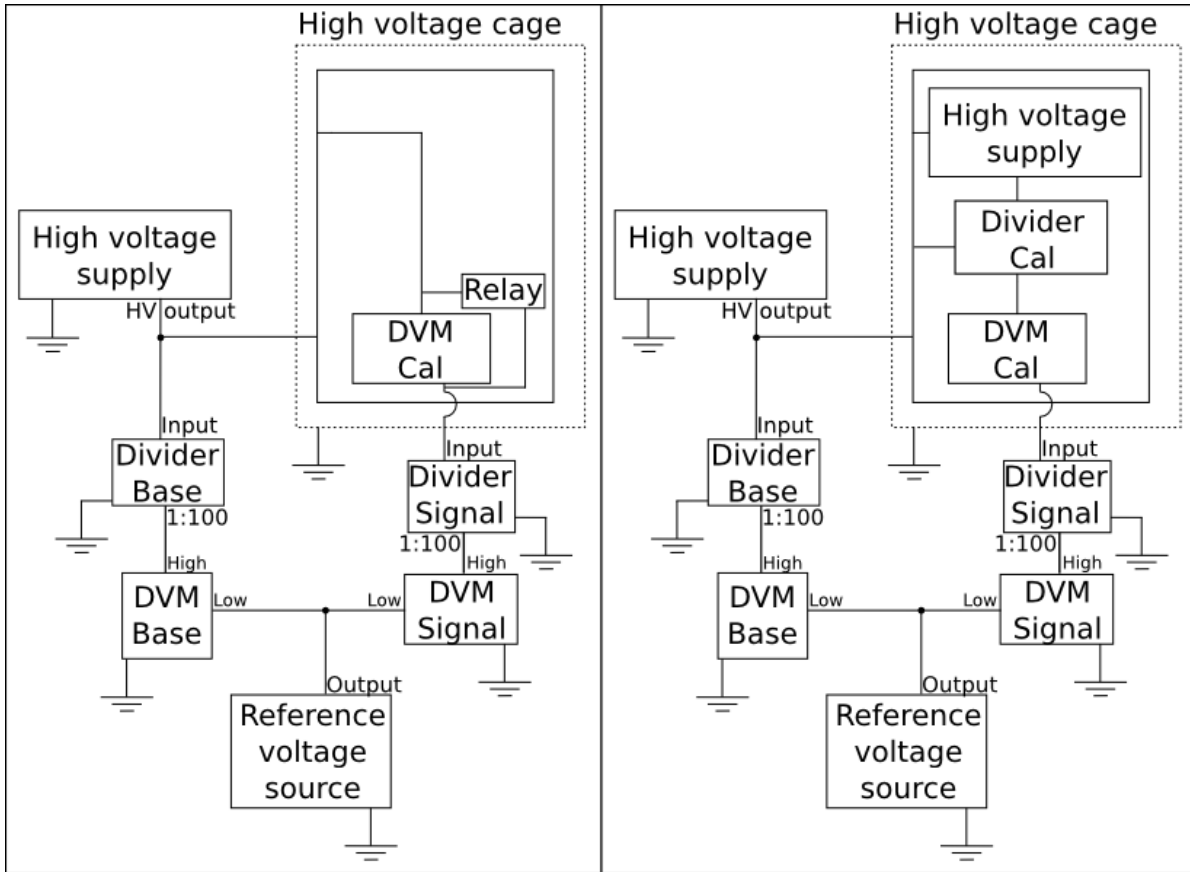 High voltage cage
High voltage
supply
HV output
Relay
DVM
Cal
Input
Divider
Base
1:100
Input
Divider
Signal
1:100
High
DVM
Base
Low
High
Low
DVM
Signal
Output
Reference
voltage
source
High voltage cage
High voltage
supply
Divider
Cal
High voltage
supply
HV output
DVM
Cal
Input
Divider
Base
1:100
Input
Divider
Signal
1:100
High
DVM
Base
Low
High
Low
DVM
Signal
Output
Reference
voltage
source